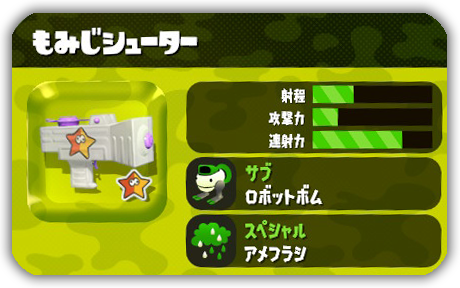 もみじシューター
射程
攻撃力
連射力
サブ
ロボットボム
スペシャル
アメフラシ